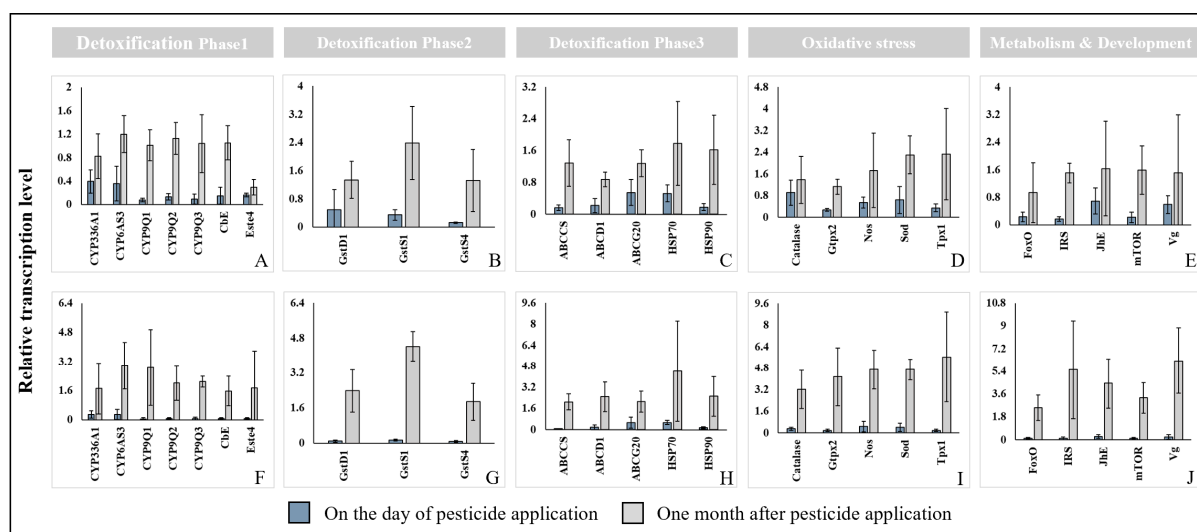 Detoxification Phase1
Detoxification Phase2
Detoxification Phase3
Oxidative stress
Metabolism & Development
Relative transcription level
2
1.6
1.2
0.8
0.4
0
CYP336A1
CYP6AS3
CYP9Q1
CYP9Q2
CYP9Q3
CbE
Este4
A
4
3.2
2.4
1.6
0.8
0
GstD1
GstS1
GstS4
B
3.2
2.4
1.6
0.8
0
ABCCS
ABCD1
ABCG20
HSP70
HSP90
C
4.8
4
3.2
2.4
1.6
0.8
0
Catalase
Gtpx2
Nos
Sod
Tpx1
D
4
3.2
2.4
1.6
0.8
0
FoxO
IRS
JhE
mTOR
Vg
E
6.4
4.8
3.2
1.6
0
CYP336A1
CYP6AS3
CYP9Q1
CYP9Q2
CYP9Q3
CbE
Este4
F
6.4
4.8
3.2
1.6
0
GstD1
GstS1
GstS4
G
9.6
8
6.4
4.8
3.2
1.6
0
ABCCS
ABCD1
ABCG20
HSP70
HSP90
H
9.6
8
6.4
4.8
3.2
1.6
0
Catalase
Gtpx2
Nos
Sod
Tpx1
I
10.8
9
7.2
5.4
3.6
1.8
0
FoxO
IRS
JhE
mTOR
Vg
J
On the day of pesticide application
One month after pesticide application